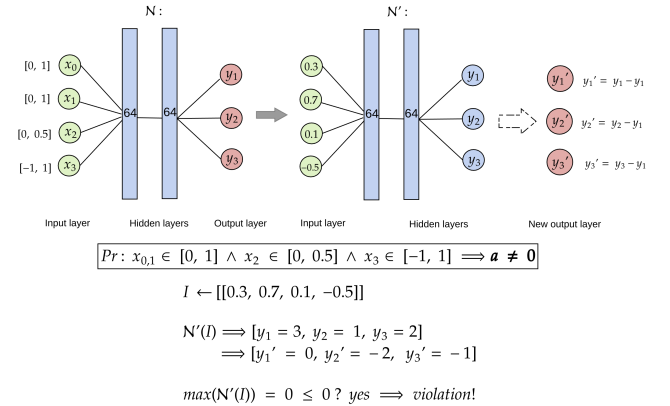 N: N':
[0, 1] x0 y1 0.3 y1 y1' y1' = y1 − y1
[0, 1] x1 0.7
64 64 y2 64 64 y2 y2' y2' = y2 − y1
[0, 0.5] x2 0.1
[−1, 1] x3 y3 −0.5 y3 y3' y3' = y3 − y1
Input layer Hidden layers Output layer Input layer Hidden layers New output layer
Pr: x0,1 ∈ [0, 1] ∧ x2 ∈ [0, 0.5] ∧ x3 ∈ [−1, 1] ⟹ a ≠ 0
I ← [[0.3, 0.7, 0.1, −0.5]]
N'(I) ⟹ [y1 = 3, y2 = 1, y3 = 2]
⟹ [y1' = 0, y2' = −2, y3' = −1]
max(N'(I)) = 0 ≤ 0 ? yes ⟹ violation!